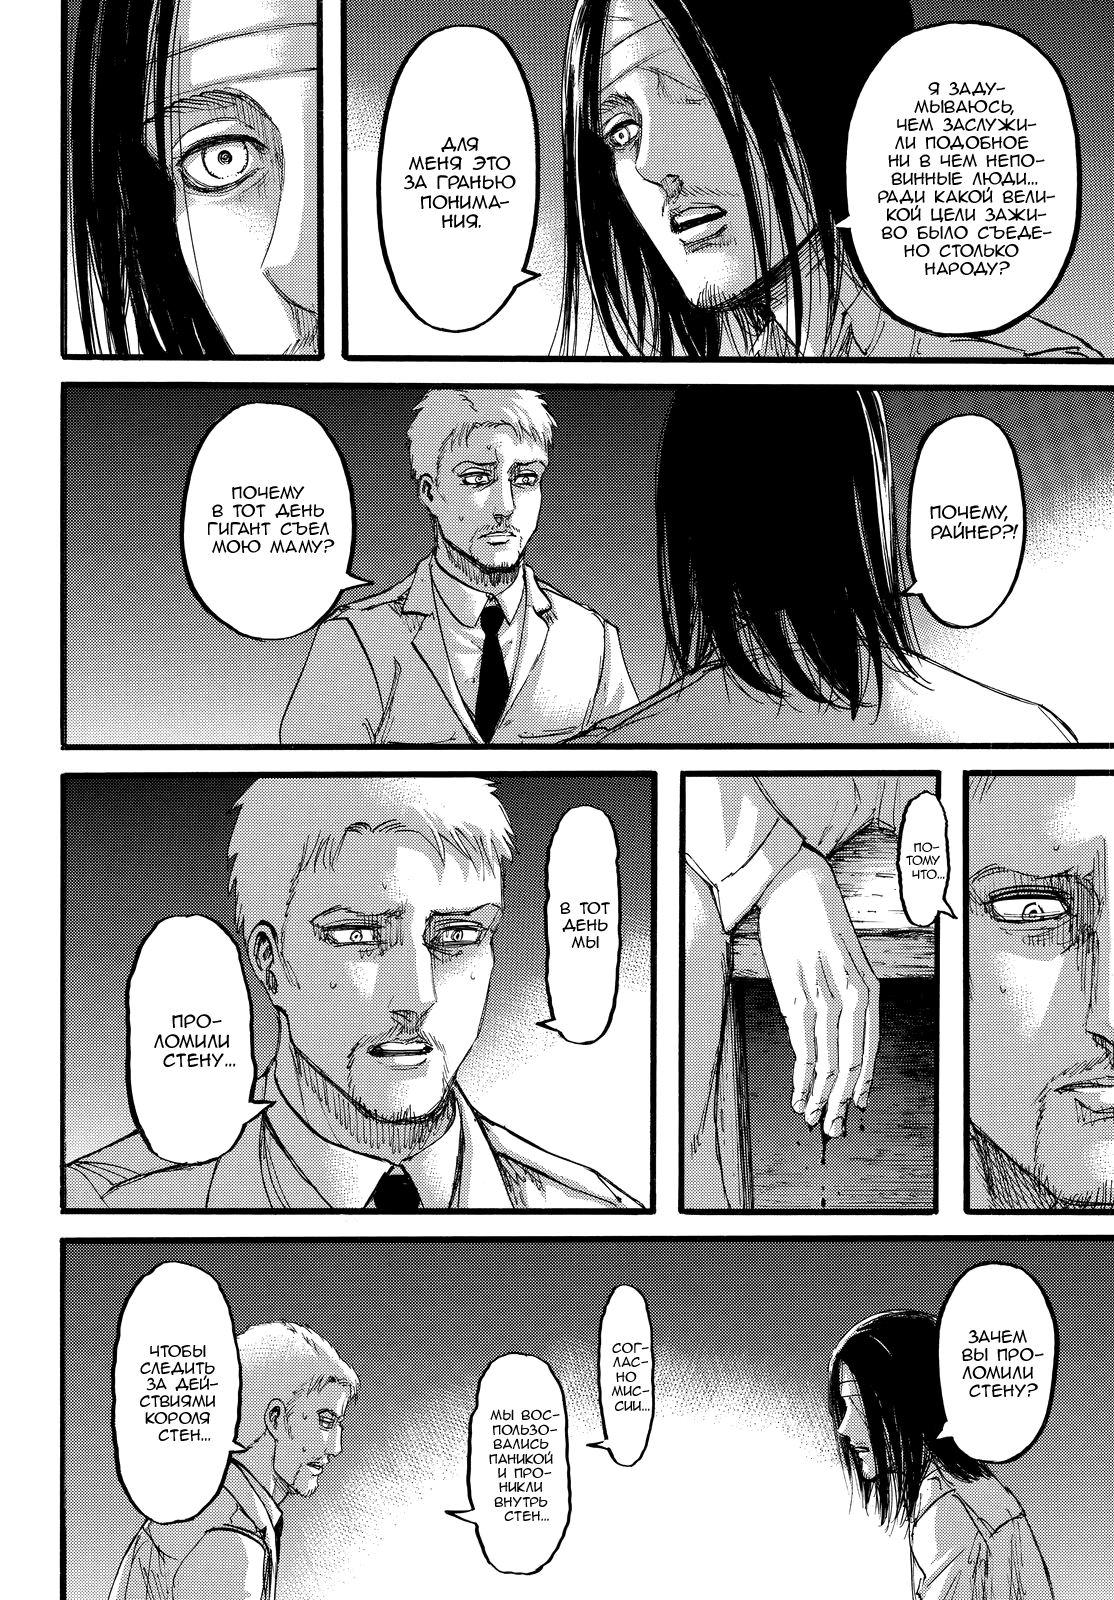 Я ЗАДУ-
МЫВАЮСЬ,
ЧЕМ ЗАСЛУЖИ-
ЛИ ПОДОБНОЕ
НИ В ЧЕМ НЕПО-
ВИННЫЕ ЛЮДИ...
РАДИ КАКОЙ ВЕЛИ-
КОЙ ЦЕЛИ ЗАЖИ-
ВО БЫЛО СЪЕДЕ-
НО СТОЛЬКО
НАРОДУ?
ДЛЯ
МЕНЯ ЭТО
ЗА ГРАНЬЮ
ПОНИМА-
НИЯ.
ПОЧЕМУ,
РАЙНЕР?!
ПОЧЕМУ
В ТОТ ДЕНЬ
ГИГАНТ СЪЕЛ
МОЮ МАМУ?
ПО-
ТОМУ
ЧТО...
В ТОТ
ДЕНЬ
МЫ
ПРО-
ЛОМИЛИ
СТЕНУ...
ЗАЧЕМ
ВЫ ПРО-
ЛОМИЛИ
СТЕНУ?
СОГ-
ЛАС-
НО
МИС-
СИИ...
МЫ ВОС-
ПОЛЬЗО-
ВАЛИСЬ
ПАНИКОЙ
И ПРО-
НИКЛИ
ВНУТРЬ
СТЕН...
ЧТОБЫ
СЛЕДИТЬ
ЗА ДЕЙ-
СТВИЯМИ
КОРОЛЯ
СТЕН...